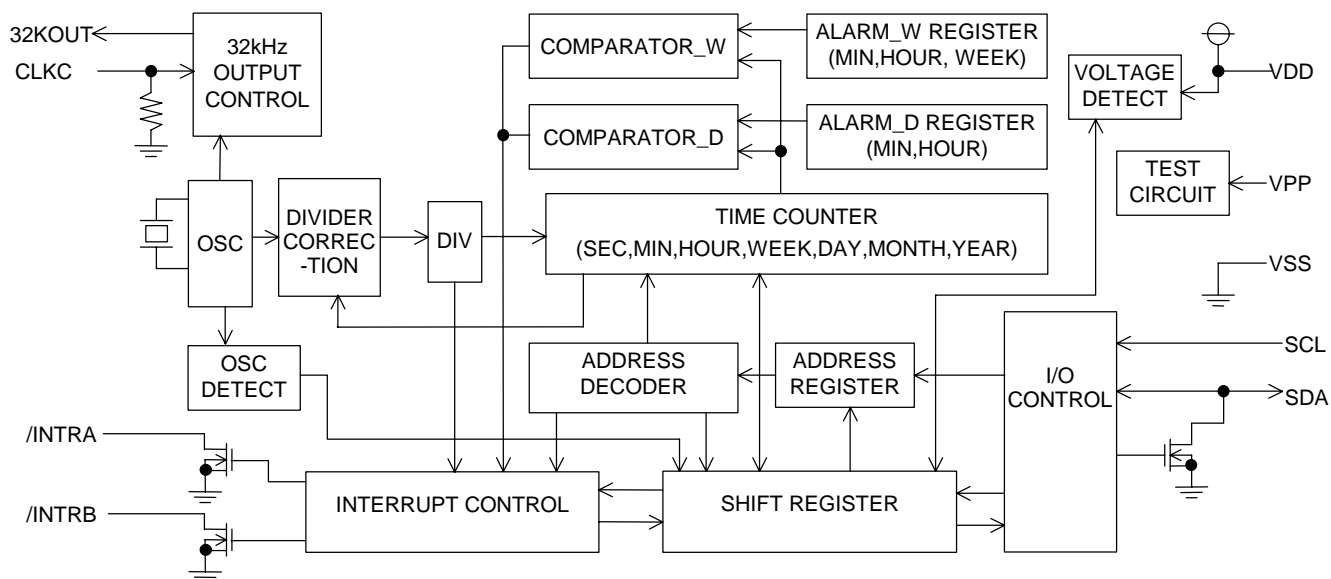 32KOUT
CLKC
32kHz
OUTPUT
CONTROL
COMPARATOR_W
ALARM_W REGISTER
(MIN,HOUR, WEEK)
VOLTAGE
DETECT
VDD
COMPARATOR_D
ALARM_D REGISTER
(MIN,HOUR)
TEST
CIRCUIT
VPP
OSC
DIVIDER
CORREC
-TION
DIV
TIME COUNTER
(SEC,MIN,HOUR,WEEK,DAY,MONTH,YEAR)
VSS
OSC
DETECT
ADDRESS
DECODER
ADDRESS
REGISTER
I/O
CONTROL
SCL
SDA
/INTRA
/INTRB
INTERRUPT CONTROL
SHIFT REGISTER